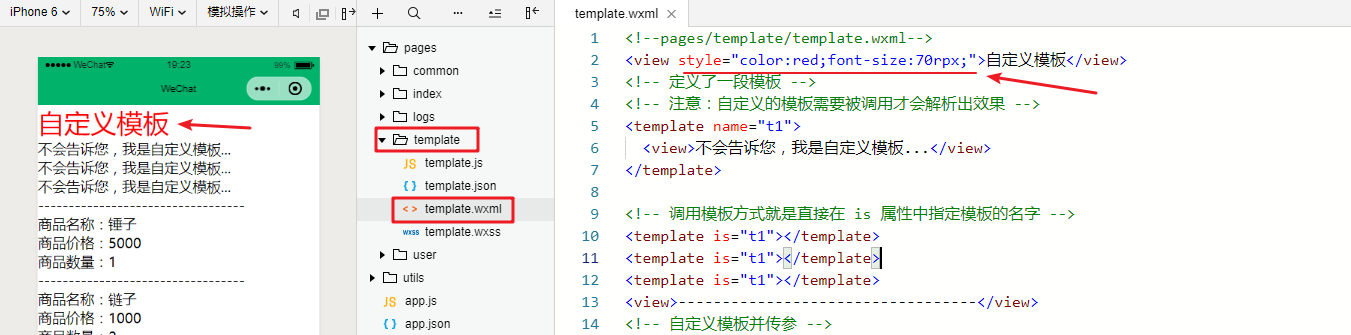 iPhone 6 75% WiFi 模拟操作
●●●●● WeChat 19:23 99%
WeChat
自定义模板
不会告诉您，我是自定义模板...
不会告诉您，我是自定义模板...
不会告诉您，我是自定义模板...
---------------------------------
商品名称：锤子
商品价格：5000
商品数量：1
---------------------------------
商品名称：链子
商品价格：1000
pages
common
index
logs
template
JS template.js
{ } template.json
< > template.wxml
wxss template.wxss
user
utils
JS app.js
{ } app.json
template.wxml ×
1 <!--pages/template/template.wxml-->
2 <view style="color:red;font-size:70rpx;">自定义模板</view>
3 <!-- 定义了一段模板 -->
4 <!-- 注意：自定义的模板需要被调用才会解析出效果 -->
5 <template name="t1">
6 <view>不会告诉您，我是自定义模板...</view>
7 </template>
8
9 <!-- 调用模板方式就是直接在 is 属性中指定模板的名字 -->
10 <template is="t1"></template>
11 <template is="t1"></template>
12 <template is="t1"></template>
13 <view>-----------------------------------</view>
14 <!-- 自定义模板并传参 -->